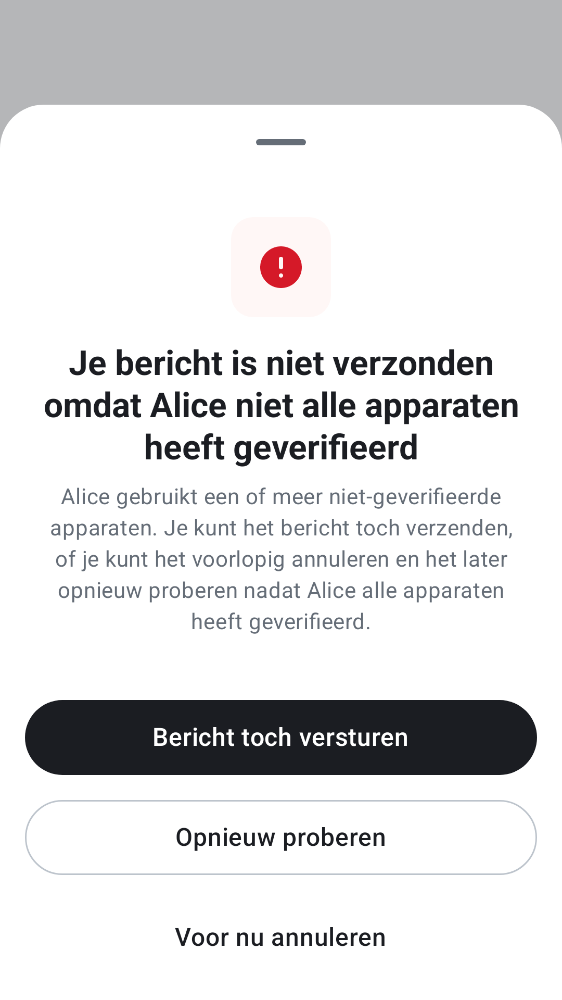 Je bericht is niet verzonden
omdat Alice niet alle apparaten
heeft geverifieerd
Alice gebruikt een of meer niet-geverifieerde
apparaten. Je kunt het bericht toch verzenden,
of je kunt het voorlopig annuleren en het later
opnieuw proberen nadat Alice alle apparaten
heeft geverifieerd.
Bericht toch versturen
Opnieuw proberen
Voor nu annuleren